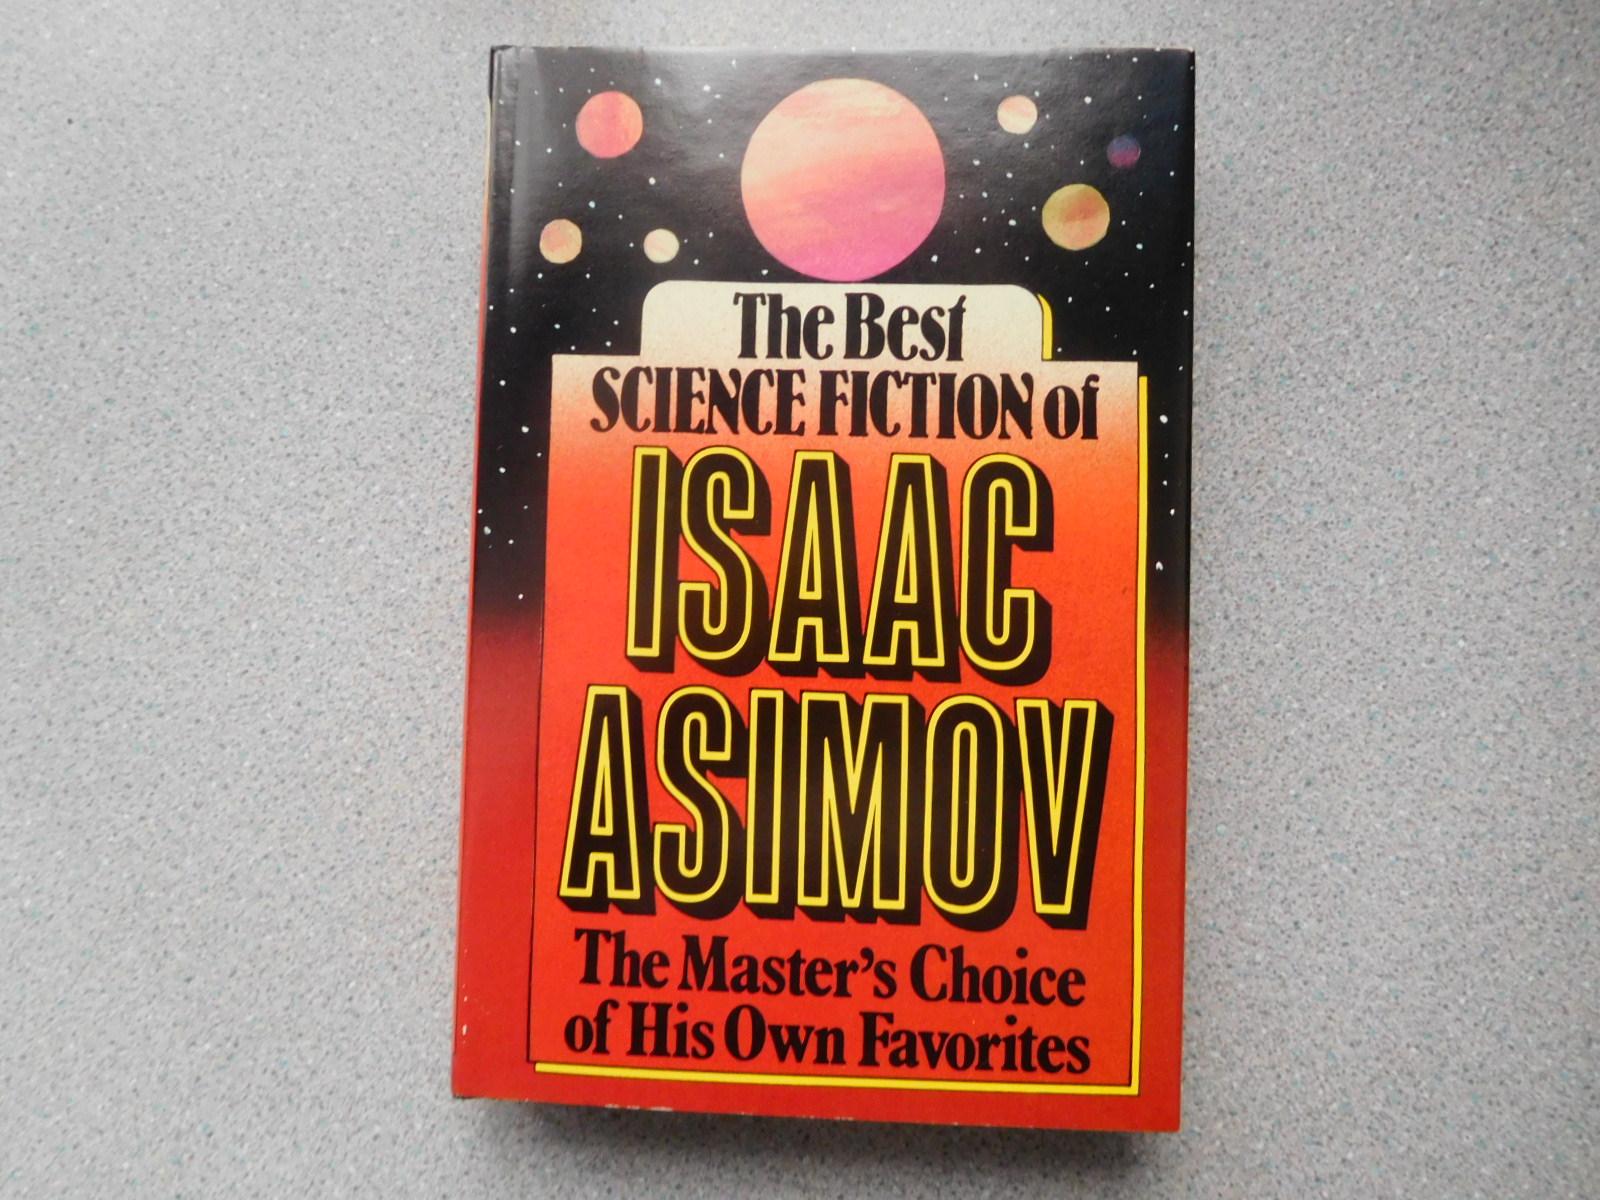 The Best
SCIENCE FICTION of
ISAAC
ASIMOV
The Master's Choice
of His Own Favorites